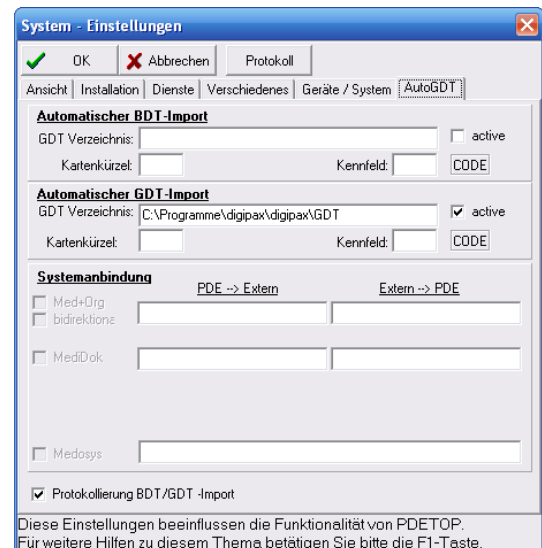 System - Einstellungen
OK Abbrechen Protokoll
Ansicht Installation Dienste Verschiedenes Geräte / System AutoGDT
Automatischer BDT-Import
GDT Verzeichnis: active
Kartenkürzel: Kennfeld: CODE
Automatischer GDT-Import
GDT Verzeichnis: C:\Programme\digipax\digipax\GDT active
Kartenkürzel: Kennfeld: CODE
Systemanbindung
PDE --> Extern Extern --> PDE
Med+Org
bidirektiona
MediDok
Medosys
Protokollierung BDT/GDT -Import
Diese Einstellungen beeinflussen die Funktionalität von PDETOP.
Für weitere Hilfen zu diesem Thema betätigen Sie bitte die F1-Taste.